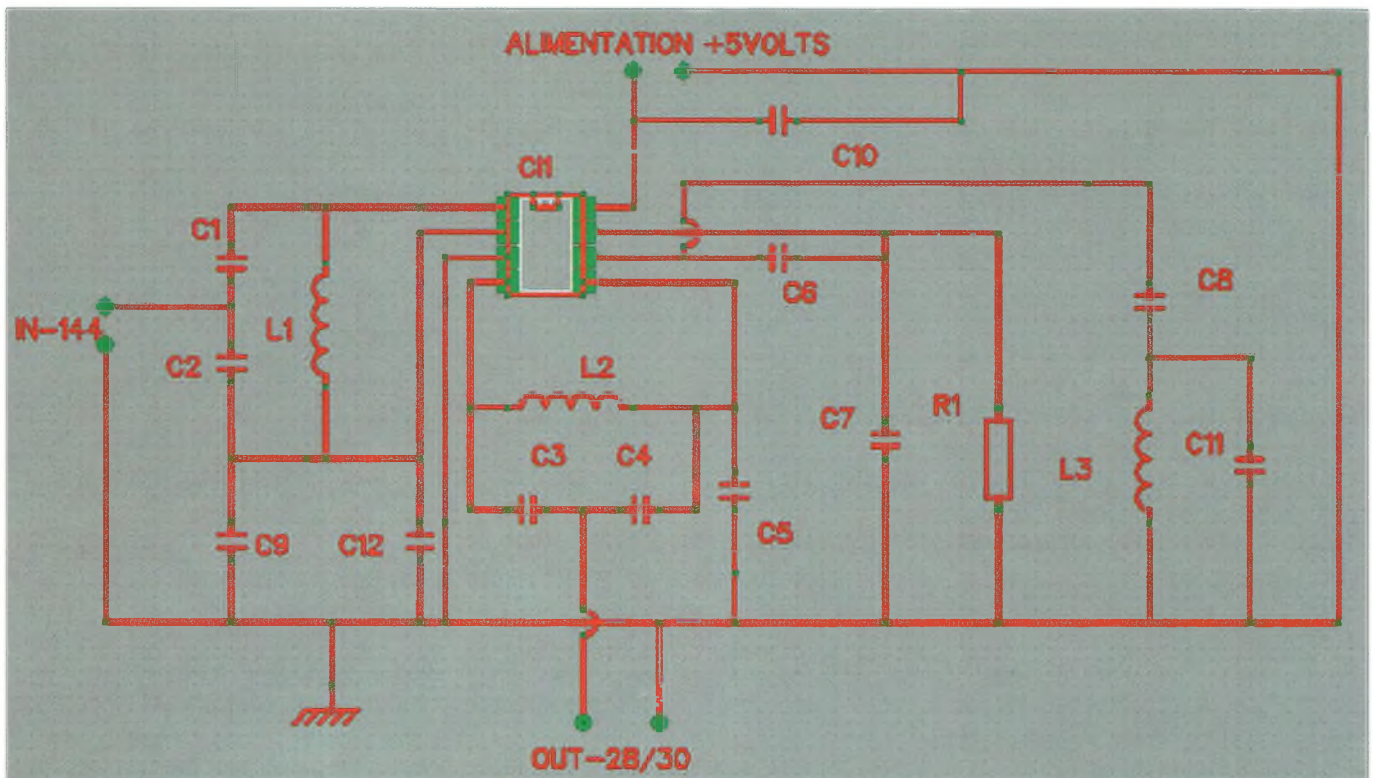 ALIMENTATION +5VOLTS
C10
CI1
C1
C6
C8
IN-144
L1
C2
L2
C7
R1
C3
C4
L3
C11
C5
C9
C12
OUT-28/30